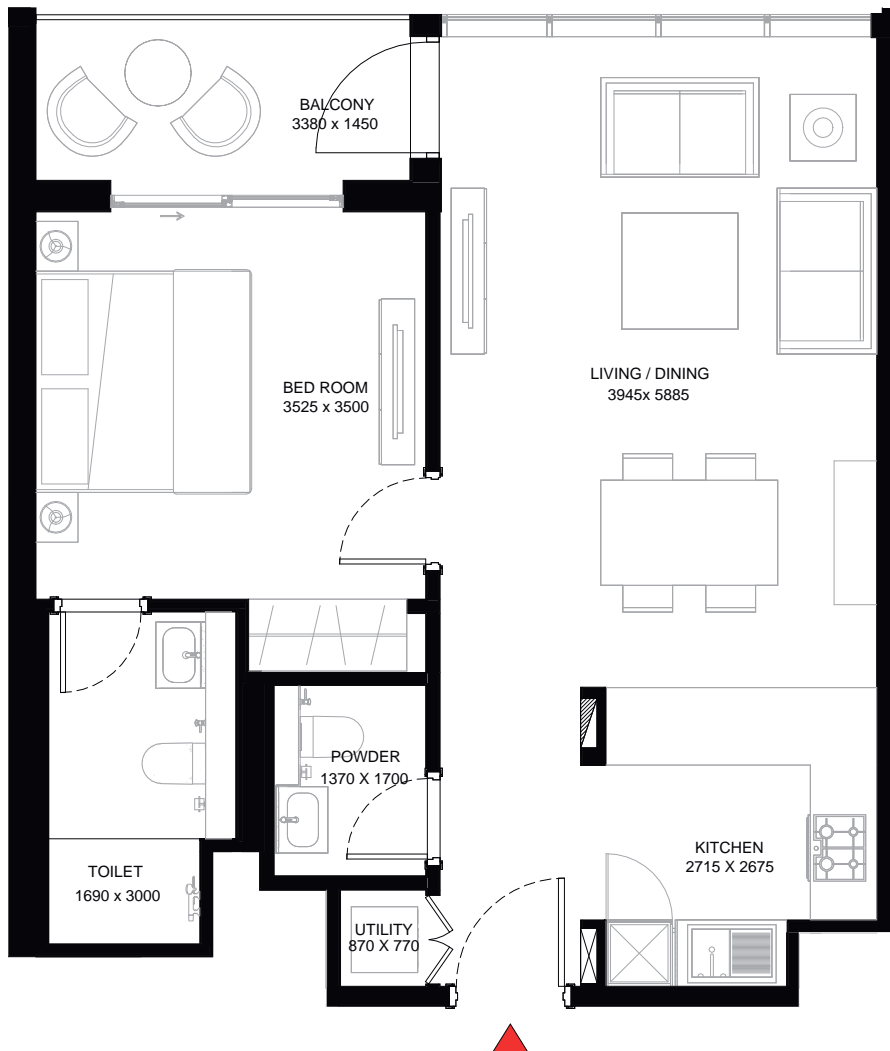 BALCONY
3380 x 1450
BED ROOM
3525 x 3500
LIVING / DINING
3945x 5885
POWDER
1370 X 1700
KITCHEN
2715 X 2675
TOILET
1690 x 3000
UTILITY
870 X 770